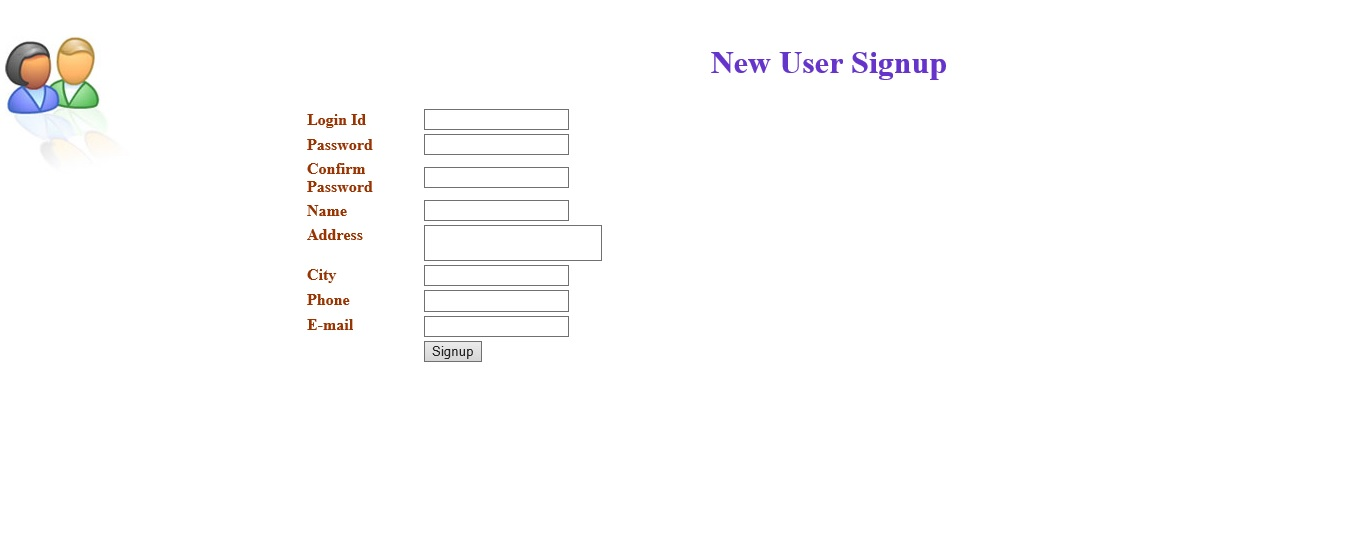 New User Signup
Login Id
Password
Confirm
Password
Name
Address
City
Phone
E-mail
Signup